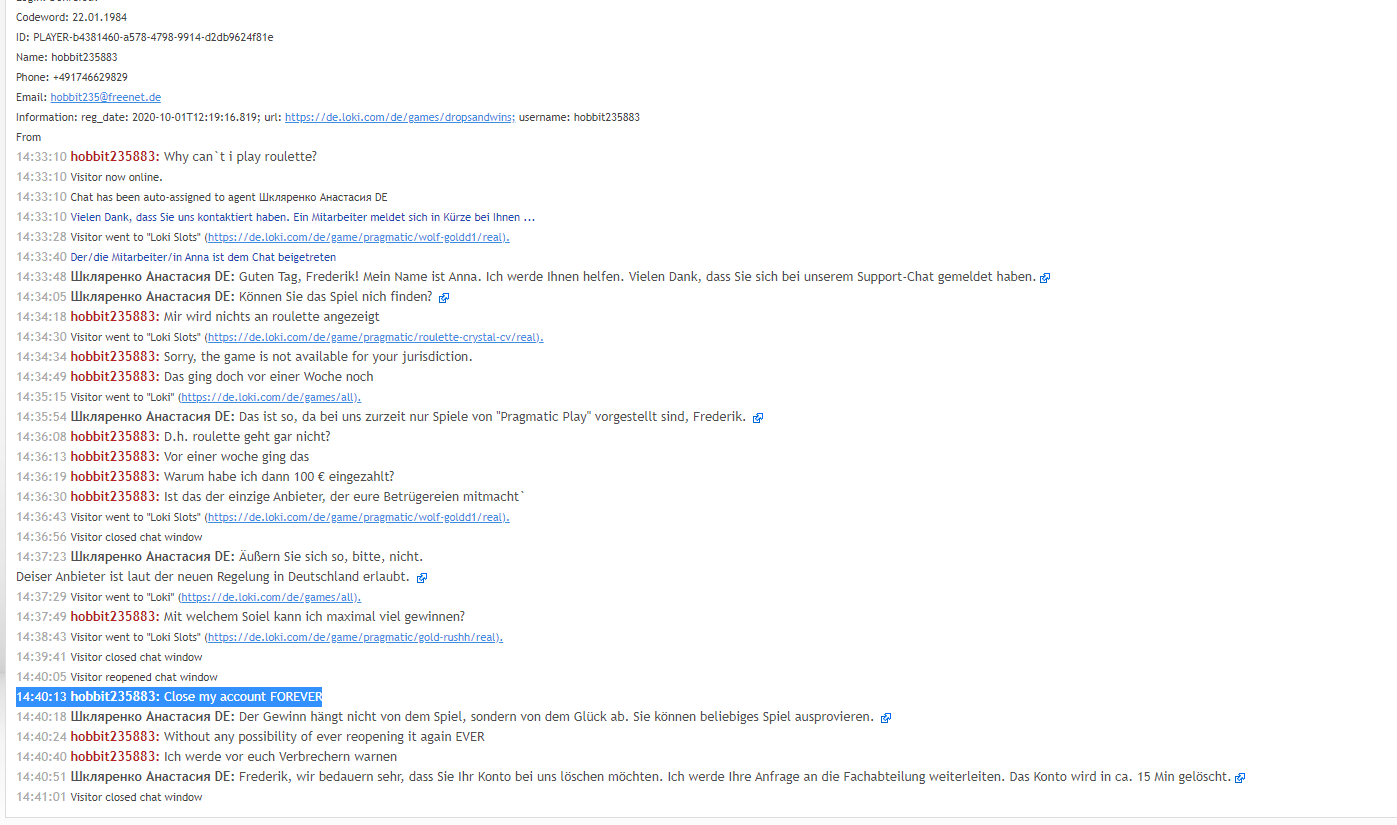 Codeword: 22.01.1984
ID: PLAYER-b4381460-a578-4798-9914-d2db9624f81e
Name: hobbit235883
Phone: +491746629829
Email: hobbit235@freenet.de
Information: reg_date: 2020-10-01T12:19:16.819; url: https://de.loki.com/de/games/dropsandwins; username: hobbit235883
From
14:33:10 hobbit235883: Why can`t i play roulette?
14:33:10 Visitor now online.
14:33:10 Chat has been auto-assigned to agent Шкляренко Анастасия DE
14:33:10 Vielen Dank, dass Sie uns kontaktiert haben. Ein Mitarbeiter meldet sich in Kürze bei Ihnen ...
14:33:28 Visitor went to "Loki Slots" (https://de.loki.com/de/game/pragmatic/wolf-goldd1/real).
14:33:40 Der/die Mitarbeiter/in Anna ist dem Chat beigetreten
14:33:48 Шкляренко Анастасия DE: Guten Tag, Frederik! Mein Name ist Anna. Ich werde Ihnen helfen. Vielen Dank, dass Sie sich bei unserem Support-Chat gemeldet haben.
14:34:05 Шкляренко Анастасия DE: Können Sie das Spiel nich finden?
14:34:18 hobbit235883: Mir wird nichts an roulette angezeigt
14:34:30 Visitor went to "Loki Slots" (https://de.loki.com/de/game/pragmatic/roulette-crystal-cv/real).
14:34:34 hobbit235883: Sorry, the game is not available for your jurisdiction.
14:34:49 hobbit235883: Das ging doch vor einer Woche noch
14:35:15 Visitor went to "Loki" (https://de.loki.com/de/games/all).
14:35:54 Шкляренко Анастасия DE: Das ist so, da bei uns zurzeit nur Spiele von "Pragmatic Play" vorgestellt sind, Frederik.
14:36:08 hobbit235883: D.h. roulette geht gar nicht?
14:36:13 hobbit235883: Vor einer woche ging das
14:36:19 hobbit235883: Warum habe ich dann 100 € eingezahlt?
14:36:30 hobbit235883: Ist das der einzige Anbieter, der eure Betrügereien mitmacht`
14:36:43 Visitor went to "Loki Slots" (https://de.loki.com/de/game/pragmatic/wolf-goldd1/real).
14:36:56 Visitor closed chat window
14:37:23 Шкляренко Анастасия DE: Äußern Sie sich so, bitte, nicht.
Deiser Anbieter ist laut der neuen Regelung in Deutschland erlaubt.
14:37:29 Visitor went to "Loki" (https://de.loki.com/de/games/all).
14:37:49 hobbit235883: Mit welchem Soiel kann ich maximal viel gewinnen?
14:38:43 Visitor went to "Loki Slots" (https://de.loki.com/de/game/pragmatic/gold-rushh/real).
14:39:41 Visitor closed chat window
14:40:05 Visitor reopened chat window
14:40:13 hobbit235883: Close my account FOREVER
14:40:18 Шкляренко Анастасия DE: Der Gewinn hängt nicht von dem Spiel, sondern von dem Glück ab. Sie können beliebiges Spiel ausprovieren.
14:40:24 hobbit235883: Without any possibility of ever reopening it again EVER
14:40:40 hobbit235883: Ich werde vor euch Verbrechern warnen
14:40:51 Шкляренко Анастасия DE: Frederik, wir bedauern sehr, dass Sie Ihr Konto bei uns löschen möchten. Ich werde Ihre Anfrage an die Fachabteilung weiterleiten. Das Konto wird in ca. 15 Min gelöscht.
14:41:01 Visitor closed chat window